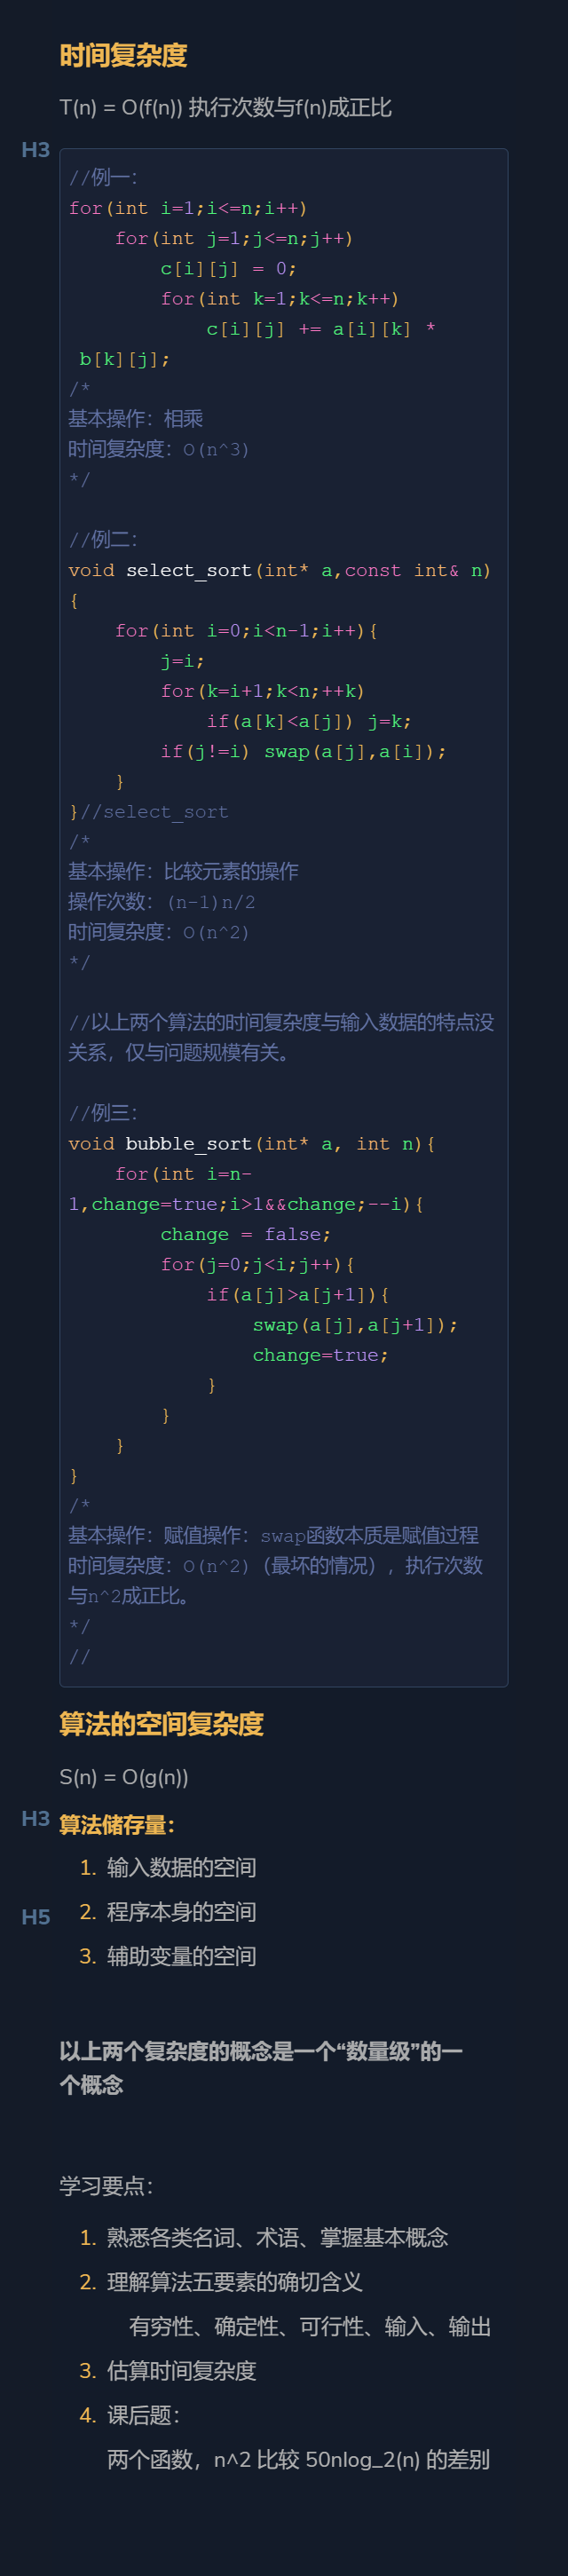 时间复杂度
T(n) = O(f(n)) 执行次数与f(n)成正比
H3
//例一：
for(int i=1;i<=n;i++)
    for(int j=1;j<=n;j++)
        c[i][j] = 0;
        for(int k=1;k<=n;k++)
            c[i][j] += a[i][k] *
 b[k][j];
/*
基本操作：相乘
时间复杂度：O(n^3)
*/
//例二：
void select_sort(int* a,const int& n)
{
    for(int i=0;i<n-1;i++){
        j=i;
        for(k=i+1;k<n;++k)
            if(a[k]<a[j]) j=k;
        if(j!=i) swap(a[j],a[i]);
    }
}//select_sort
/*
基本操作：比较元素的操作
操作次数：(n-1)n/2
时间复杂度：O(n^2)
*/
//以上两个算法的时间复杂度与输入数据的特点没
关系，仅与问题规模有关。
//例三：
void bubble_sort(int* a, int n){
    for(int i=n-
1,change=true;i>1&&change;--i){
        change = false;
        for(j=0;j<i;j++){
            if(a[j]>a[j+1]){
                swap(a[j],a[j+1]);
                change=true;
            }
        }
    }
}
/*
基本操作：赋值操作：swap函数本质是赋值过程
时间复杂度：O(n^2)（最坏的情况），执行次数
与n^2成正比。
*/
//
算法的空间复杂度
S(n) = O(g(n))
H3
算法储存量：
1. 输入数据的空间
2. 程序本身的空间
H5
3. 辅助变量的空间
以上两个复杂度的概念是一个“数量级”的一
个概念
学习要点：
1. 熟悉各类名词、术语、掌握基本概念
2. 理解算法五要素的确切含义
有穷性、确定性、可行性、输入、输出
3. 估算时间复杂度
4. 课后题：
两个函数，n^2 比较 50nlog_2(n) 的差别